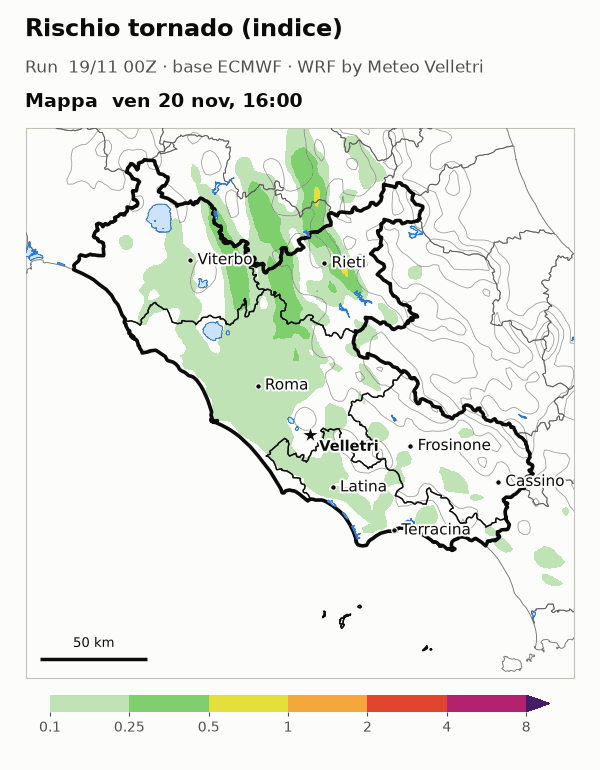 Rischio tornado (indice)
Run  19/11 00Z · base ECMWF · WRF by Meteo Velletri
Mappa  ven 20 nov, 16:00
Viterbo
Rieti
Roma
Velletri
Frosinone
Cassino
Latina
Terracina
50 km
0.1 0.25 0.5 1 2 4 8